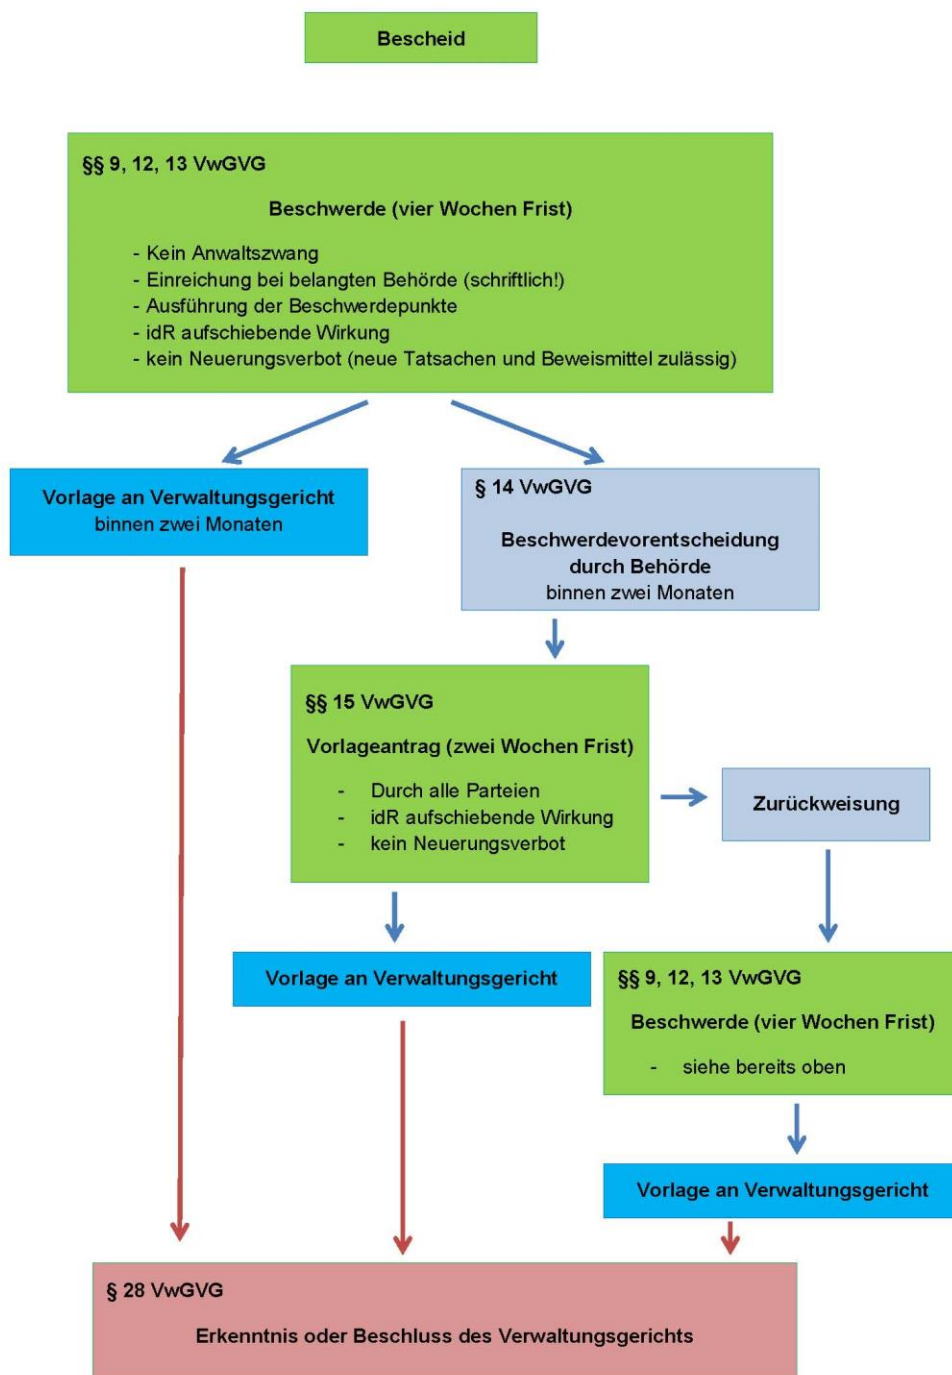 Bescheid
§§ 9, 12, 13 VwGVG
Beschwerde (vier Wochen Frist)
- Kein Anwaltszwang
- Einreichung bei belangten Behörde (schriftlich!)
- Ausführung der Beschwerdepunkte
- idR aufschiebende Wirkung
- kein Neuerungsverbot (neue Tatsachen und Beweismittel zulässig)
Vorlage an Verwaltungsgericht
binnen zwei Monaten
§ 14 VwGVG
Beschwerdevorentscheidung
durch Behörde
binnen zwei Monaten
§§ 15 VwGVG
Vorlageantrag (zwei Wochen Frist)
- Durch alle Parteien
- idR aufschiebende Wirkung
- kein Neuerungsverbot
Zurückweisung
Vorlage an Verwaltungsgericht
§§ 9, 12, 13 VwGVG
Beschwerde (vier Wochen Frist)
- siehe bereits oben
Vorlage an Verwaltungsgericht
§ 28 VwGVG
Erkenntnis oder Beschluss des Verwaltungsgerichts